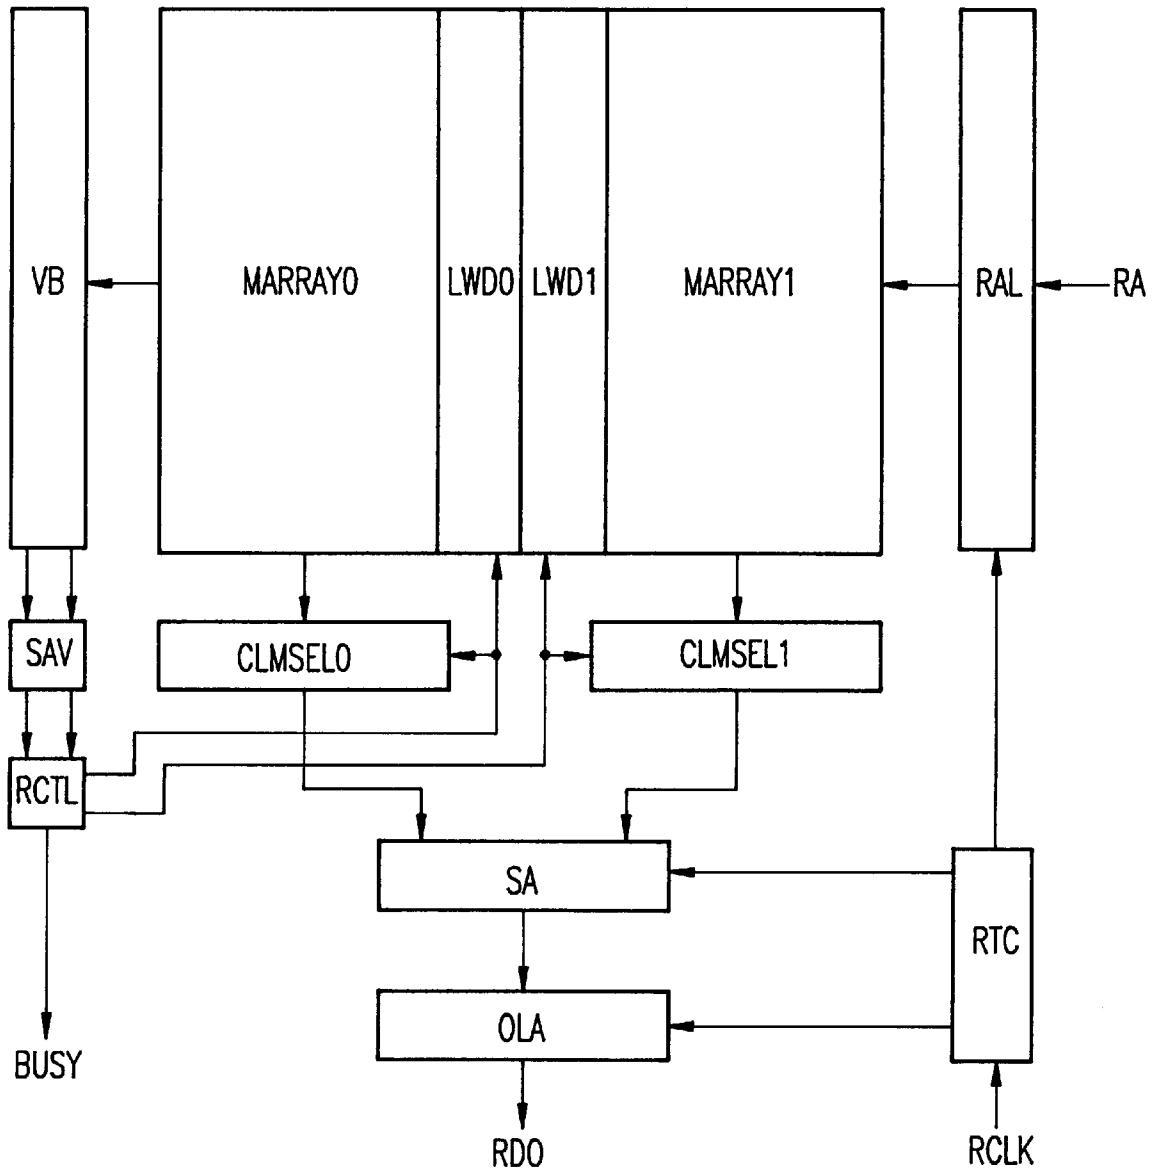 VB
MARRAY0
LWD0
LWD1
MARRAY1
RAL
RA
SAV
CLMSEL0
CLMSEL1
RCTL
SA
RTC
OLA
BUSY
RDO
RCLK